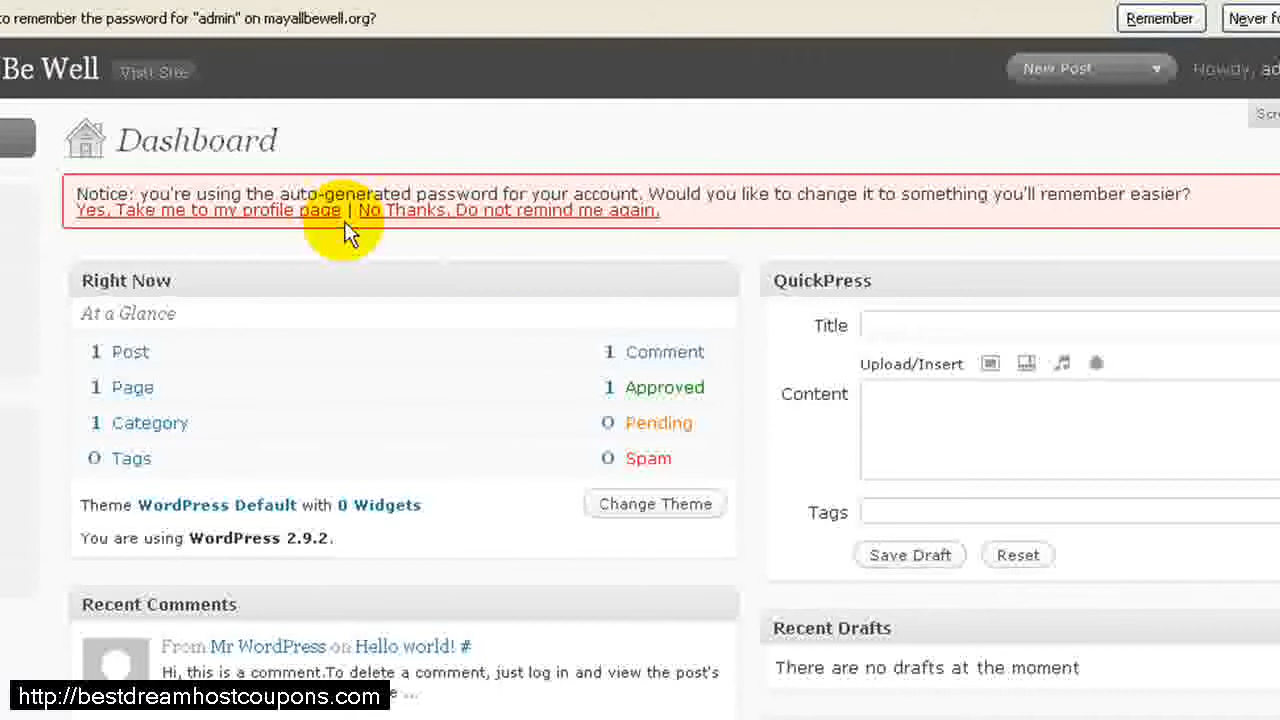 to remember the password for "admin" on mayallbewell.org?
Remember
Never fo
Be Well
Visit Site
New Post
Howdy, ad
Scre
Dashboard
Notice: you're using the auto-generated password for your account. Would you like to change it to something you'll remember easier?
Yes, Take me to my profile page | No Thanks, Do not remind me again.
Right Now
At a Glance
1 Post
1 Comment
1 Page
1 Approved
1 Category
0 Pending
0 Tags
0 Spam
Theme WordPress Default with 0 Widgets
Change Theme
You are using WordPress 2.9.2.
Recent Comments
From Mr WordPress on Hello world! #
Hi, this is a comment.To delete a comment, just log in and view the post's
e ...
QuickPress
Title
Upload/Insert
Content
Tags
Save Draft
Reset
Recent Drafts
There are no drafts at the moment
http://bestdreamhostcoupons.com